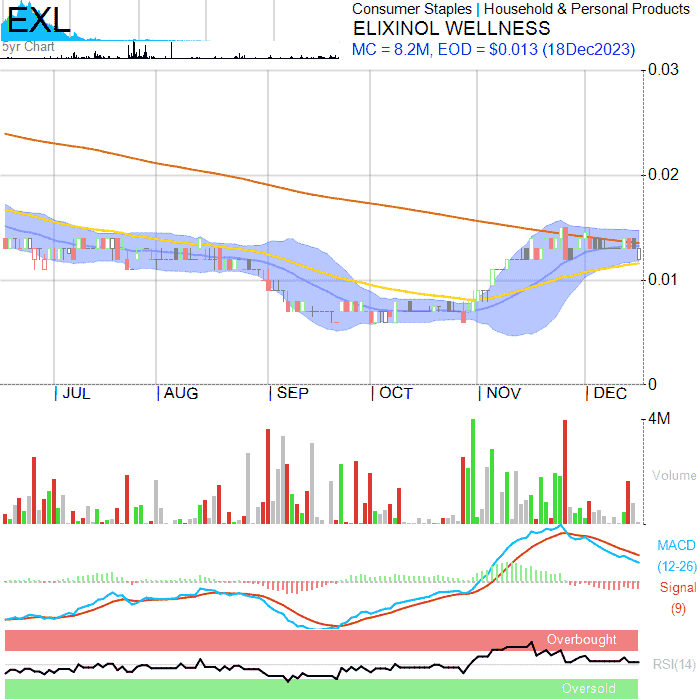 EXL
5yr Chart
Consumer Staples | Household & Personal Products
ELIXINOL WELLNESS
MC = 8.2M, EOD = $0.013 (18Dec2023)
0.03
0.02
0.01
0
JUL AUG SEP OCT NOV DEC
4M
Volume
MACD
(12-26)
Signal
(9)
Overbought
RSI(14)
Oversold